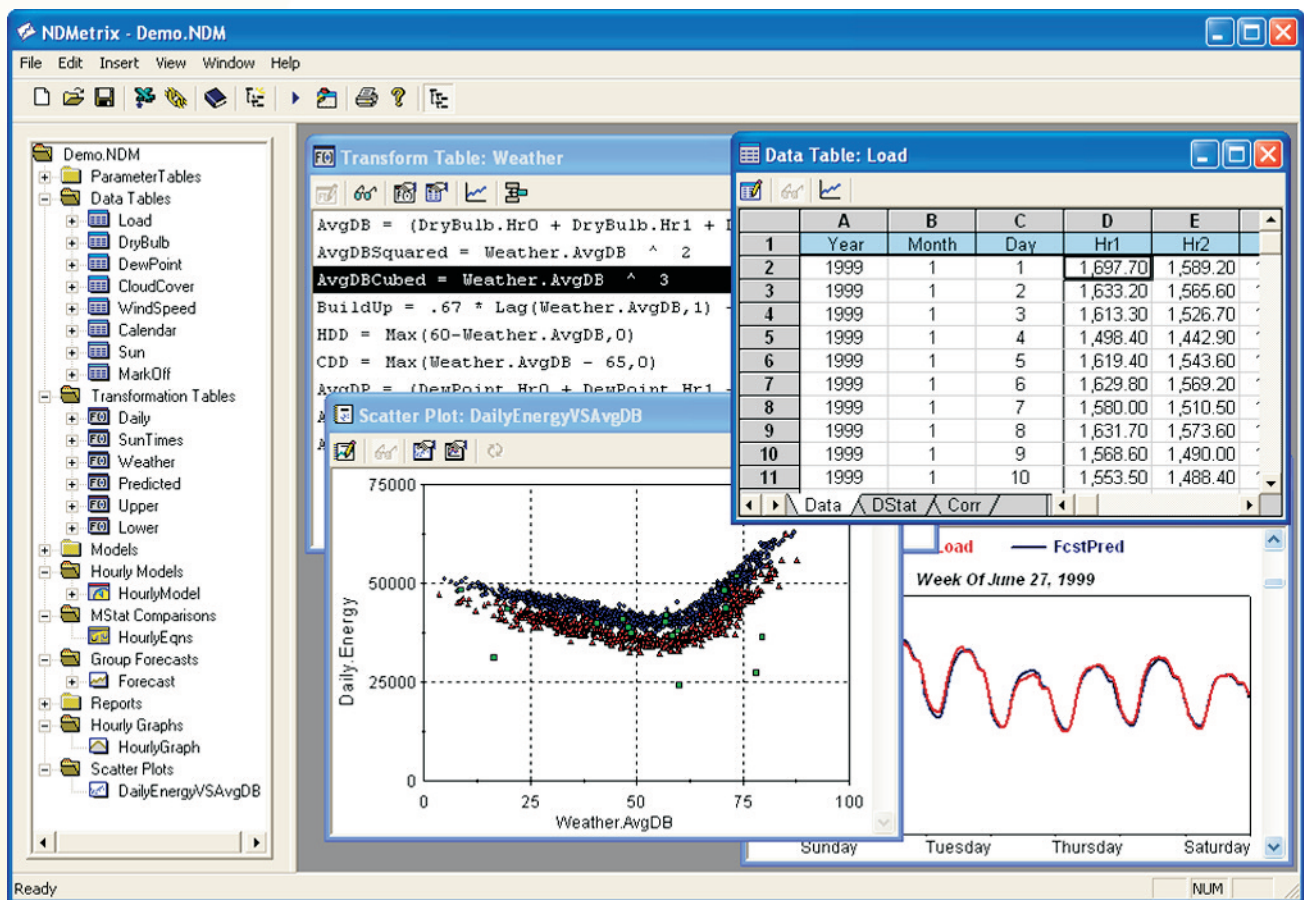 NDMetrix - Demo.NDM
File Edit Insert View Window Help
Demo.NDM
ParameterTables
Data Tables
Load
DryBulb
DewPoint
CloudCover
WindSpeed
Calendar
Sun
MarkOff
Transformation Tables
Daily
SunTimes
Weather
Predicted
Upper
Lower
Models
Hourly Models
HourlyModel
MStat Comparisons
HourlyEqns
Group Forecasts
Forecast
Reports
Hourly Graphs
HourlyGraph
Scatter Plots
DailyEnergyVSAvgDB
Transform Table: Weather
AvgDB = (DryBulb.Hr0 + DryBulb.Hr1 +
AvgDBSquared = Weather.AvgDB ^ 2
AvgDBCubed = Weather.AvgDB ^ 3
BuildUp = .67 * Lag(Weather.AvgDB,1)
HDD = Max(60-Weather.AvgDB,0)
CDD = Max(Weather.AvgDB - 65,0)
AvgDP = (DewPoint.Hr0 + DewPoint.Hr1
Data Table: Load
A B C D E
1 Year Month Day Hr1 Hr2
2 1999 1 1 1,697.70 1,589.20
3 1999 1 2 1,633.20 1,565.60
4 1999 1 3 1,613.30 1,526.70
5 1999 1 4 1,498.40 1,442.90
6 1999 1 5 1,619.40 1,543.60
7 1999 1 6 1,629.80 1,569.20
8 1999 1 7 1,580.00 1,510.50
9 1999 1 8 1,631.70 1,573.60
10 1999 1 9 1,568.60 1,490.00
11 1999 1 10 1,553.50 1,488.40
Data DStat Corr
Scatter Plot: DailyEnergyVSAvgDB
75000
50000
25000
0
Daily.Energy
0 25 50 75 100
Weather.AvgDB
Load FcstPred
Week Of June 27, 1999
Sunday Tuesday Thursday Saturday
Ready
NUM